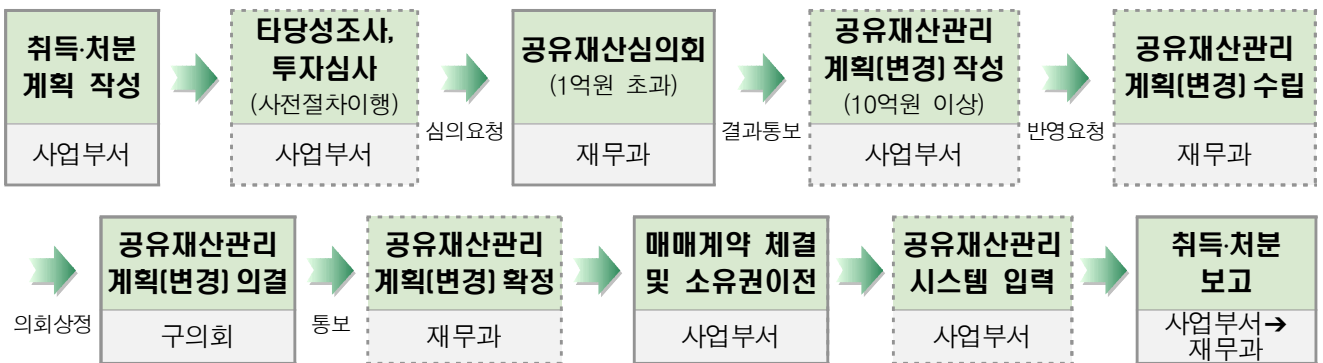 취득·처분
계획 작성
사업부서
타당성조사,
투자심사
(사전절차이행)
사업부서
심의요청
공유재산심의회
(1억원 초과)
재무과
결과통보
공유재산관리
계획(변경) 작성
(10억원 이상)
사업부서
반영요청
공유재산관리
계획(변경) 수립
재무과
의회상정
공유재산관리
계획(변경) 의결
구의회
통보
공유재산관리
계획(변경) 확정
재무과
매매계약 체결
및 소유권이전
사업부서
공유재산관리
시스템 입력
사업부서
취득·처분
보고
사업부서➔
재무과